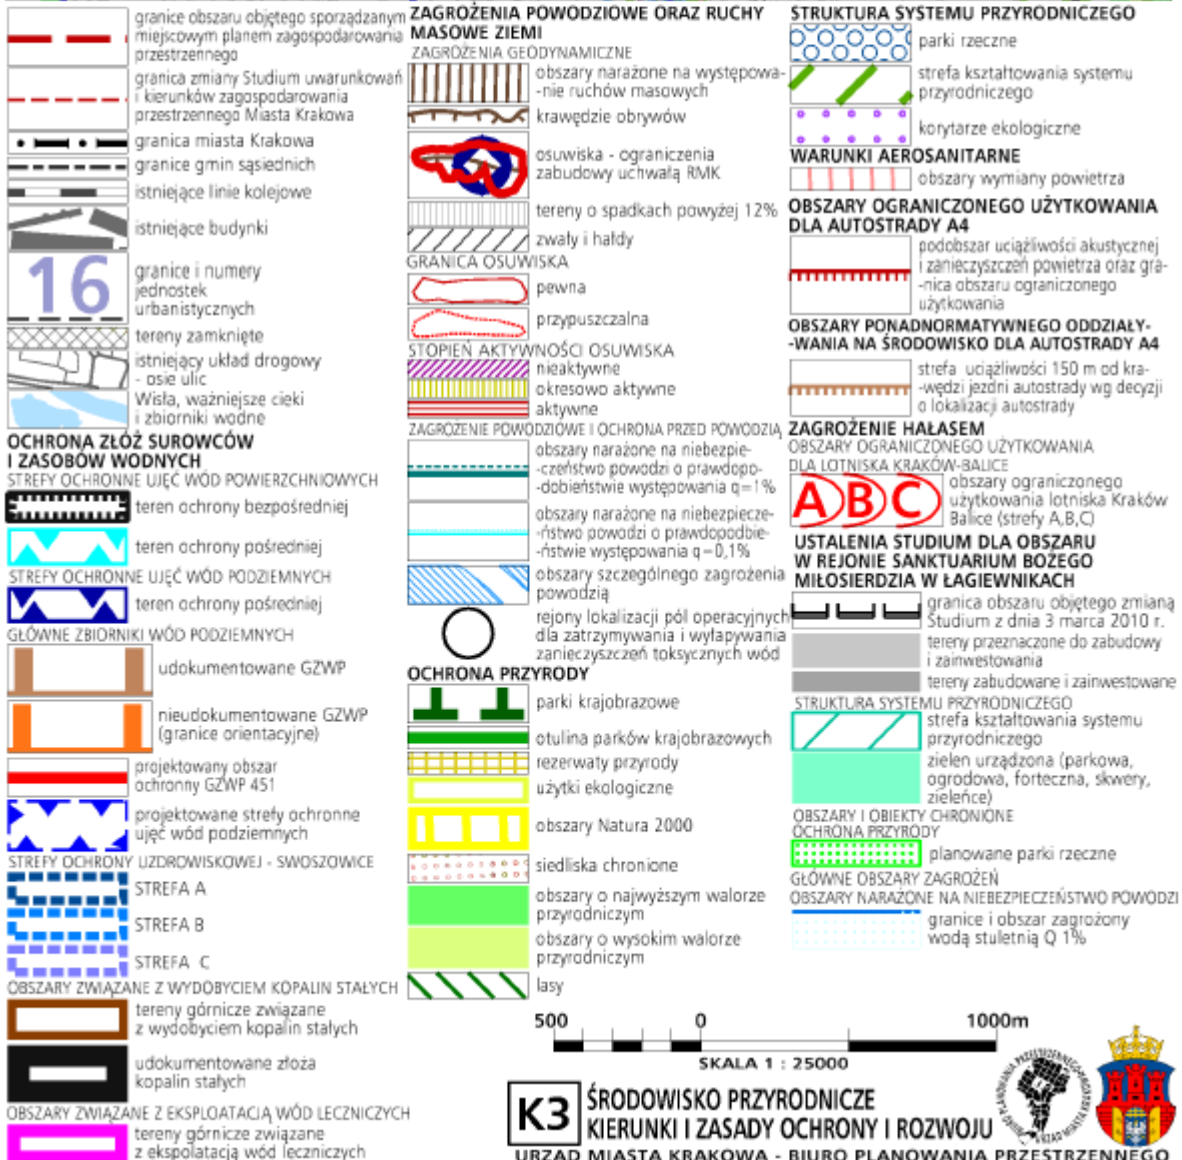 granice obszaru objętego sporządzanym
miejscowym planem zagospodarowania
przestrzennego
granica zmiany Studium uwarunkowań
i kierunków zagospodarowania
przestrzennego Miasta Krakowa
granica miasta Krakowa
granice gmin sąsiednich
istniejące linie kolejowe
istniejące budynki
16
granice i numery
jednostek
urbanistycznych
tereny zamknięte
istniejący układ drogowy
- osie ulic
Wisła, ważniejsze cieki
i zbiorniki wodne
OCHRONA ZŁÓŻ SUROWCÓW
I ZASOBÓW WODNYCH
STREFY OCHRONNE UJĘĆ WÓD POWIERZCHNIOWYCH
teren ochrony bezpośredniej
teren ochrony pośredniej
STREFY OCHRONNE UJĘĆ WÓD PODZIEMNYCH
teren ochrony pośredniej
GŁÓWNE ZBIORNIKI WÓD PODZIEMNYCH
udokumentowane GZWP
nieudokumentowane GZWP
(granice orientacyjne)
projektowany obszar
ochronny GZWP 451
projektowane strefy ochronne
ujęć wód podziemnych
STREFY OCHRONY UZDROWISKOWEJ - SWOSZOWICE
STREFA A
STREFA B
STREFA C
OBSZARY ZWIĄZANE Z WYDOBYCIEM KOPALIN STAŁYCH
tereny górnicze związane
z wydobyciem kopalin stałych
udokumentowane złoża
kopalin stałych
OBSZARY ZWIĄZANE Z EKSPLOATACJĄ WÓD LECZNICZYCH
tereny górnicze związane
z ekspolatacją wód leczniczych
ZAGROŻENIA POWODZIOWE ORAZ RUCHY
MASOWE ZIEMI
ZAGROŻENIA GEODYNAMICZNE
obszary narażone na występowa-
-nie ruchów masowych
krawędzie obrywów
osuwiska - ograniczenia
zabudowy uchwałą RMK
tereny o spadkach powyżej 12%
zwały i hałdy
GRANICA OSUWISKA
pewna
przypuszczalna
STOPIEŃ AKTYWNOŚCI OSUWISKA
nieaktywne
okresowo aktywne
aktywne
ZAGROŻENIE POWODZIOWE I OCHRONA PRZED POWODZIĄ
obszary narażone na niebezpie-
-czeństwo powodzi o prawdopo-
-dobieństwie występowania q=1%
obszary narażone na niebezpiecze-
-ństwo powodzi o prawdopodbie-
-ństwie występowania q=0,1%
obszary szczególnego zagrożenia
powodzią
rejony lokalizacji pól operacyjnych
dla zatrzymywania i wyłapywania
zanieczyszczeń toksycznych wód
OCHRONA PRZYRODY
parki krajobrazowe
otulina parków krajobrazowych
rezerwaty przyrody
użytki ekologiczne
obszary Natura 2000
siedliska chronione
obszary o najwyższym walorze
przyrodniczym
obszary o wysokim walorze
przyrodniczym
lasy
STRUKTURA SYSTEMU PRZYRODNICZEGO
parki rzeczne
strefa kształtowania systemu
przyrodniczego
korytarze ekologiczne
WARUNKI AEROSANITARNE
obszary wymiany powietrza
OBSZARY OGRANICZONEGO UŻYTKOWANIA
DLA AUTOSTRADY A4
podobszar uciążliwości akustycznej
i zanieczyszczeń powietrza oraz gra-
-nica obszaru ograniczonego
użytkowania
OBSZARY PONADNORMATYWNEGO ODDZIAŁY-
-WANIA NA ŚRODOWISKO DLA AUTOSTRADY A4
strefa uciążliwości 150 m od kra-
-wędzi jezdni autostrady wg decyzji
o lokalizacji autostrady
ZAGROŻENIE HAŁASEM
OBSZARY OGRANICZONEGO UŻYTKOWANIA
DLA LOTNISKA KRAKÓW-BALICE
A B C
obszary ograniczonego
użytkowania lotniska Kraków
Balice (strefy A,B,C)
USTALENIA STUDIUM DLA OBSZARU
W REJONIE SANKTUARIUM BOŻEGO
MIŁOSIERDZIA W ŁAGIEWNIKACH
granica obszaru objętego zmianą
Studium z dnia 3 marca 2010 r.
tereny przeznaczone do zabudowy
i zainwestowania
tereny zabudowane i zainwestowane
STRUKTURA SYSTEMU PRZYRODNICZEGO
strefa kształtowania systemu
przyrodniczego
zieleń urządzona (parkowa,
ogrodowa, forteczna, skwery,
zieleńce)
OBSZARY I OBIEKTY CHRONIONE
OCHRONA PRZYRODY
planowane parki rzeczne
GŁÓWNE OBSZARY ZAGROŻEŃ
OBSZARY NARAŻONE NA NIEBEZPIECZEŃSTWO POWODZI
granice i obszar zagrożony
wodą stuletnią Q 1%
500 0 1000m
SKALA 1 : 25000
K3
ŚRODOWISKO PRZYRODNICZE
KIERUNKI I ZASADY OCHRONY I ROZWOJU
URZĄD MIASTA KRAKOWA - BIURO PLANOWANIA PRZESTRZENNEGO